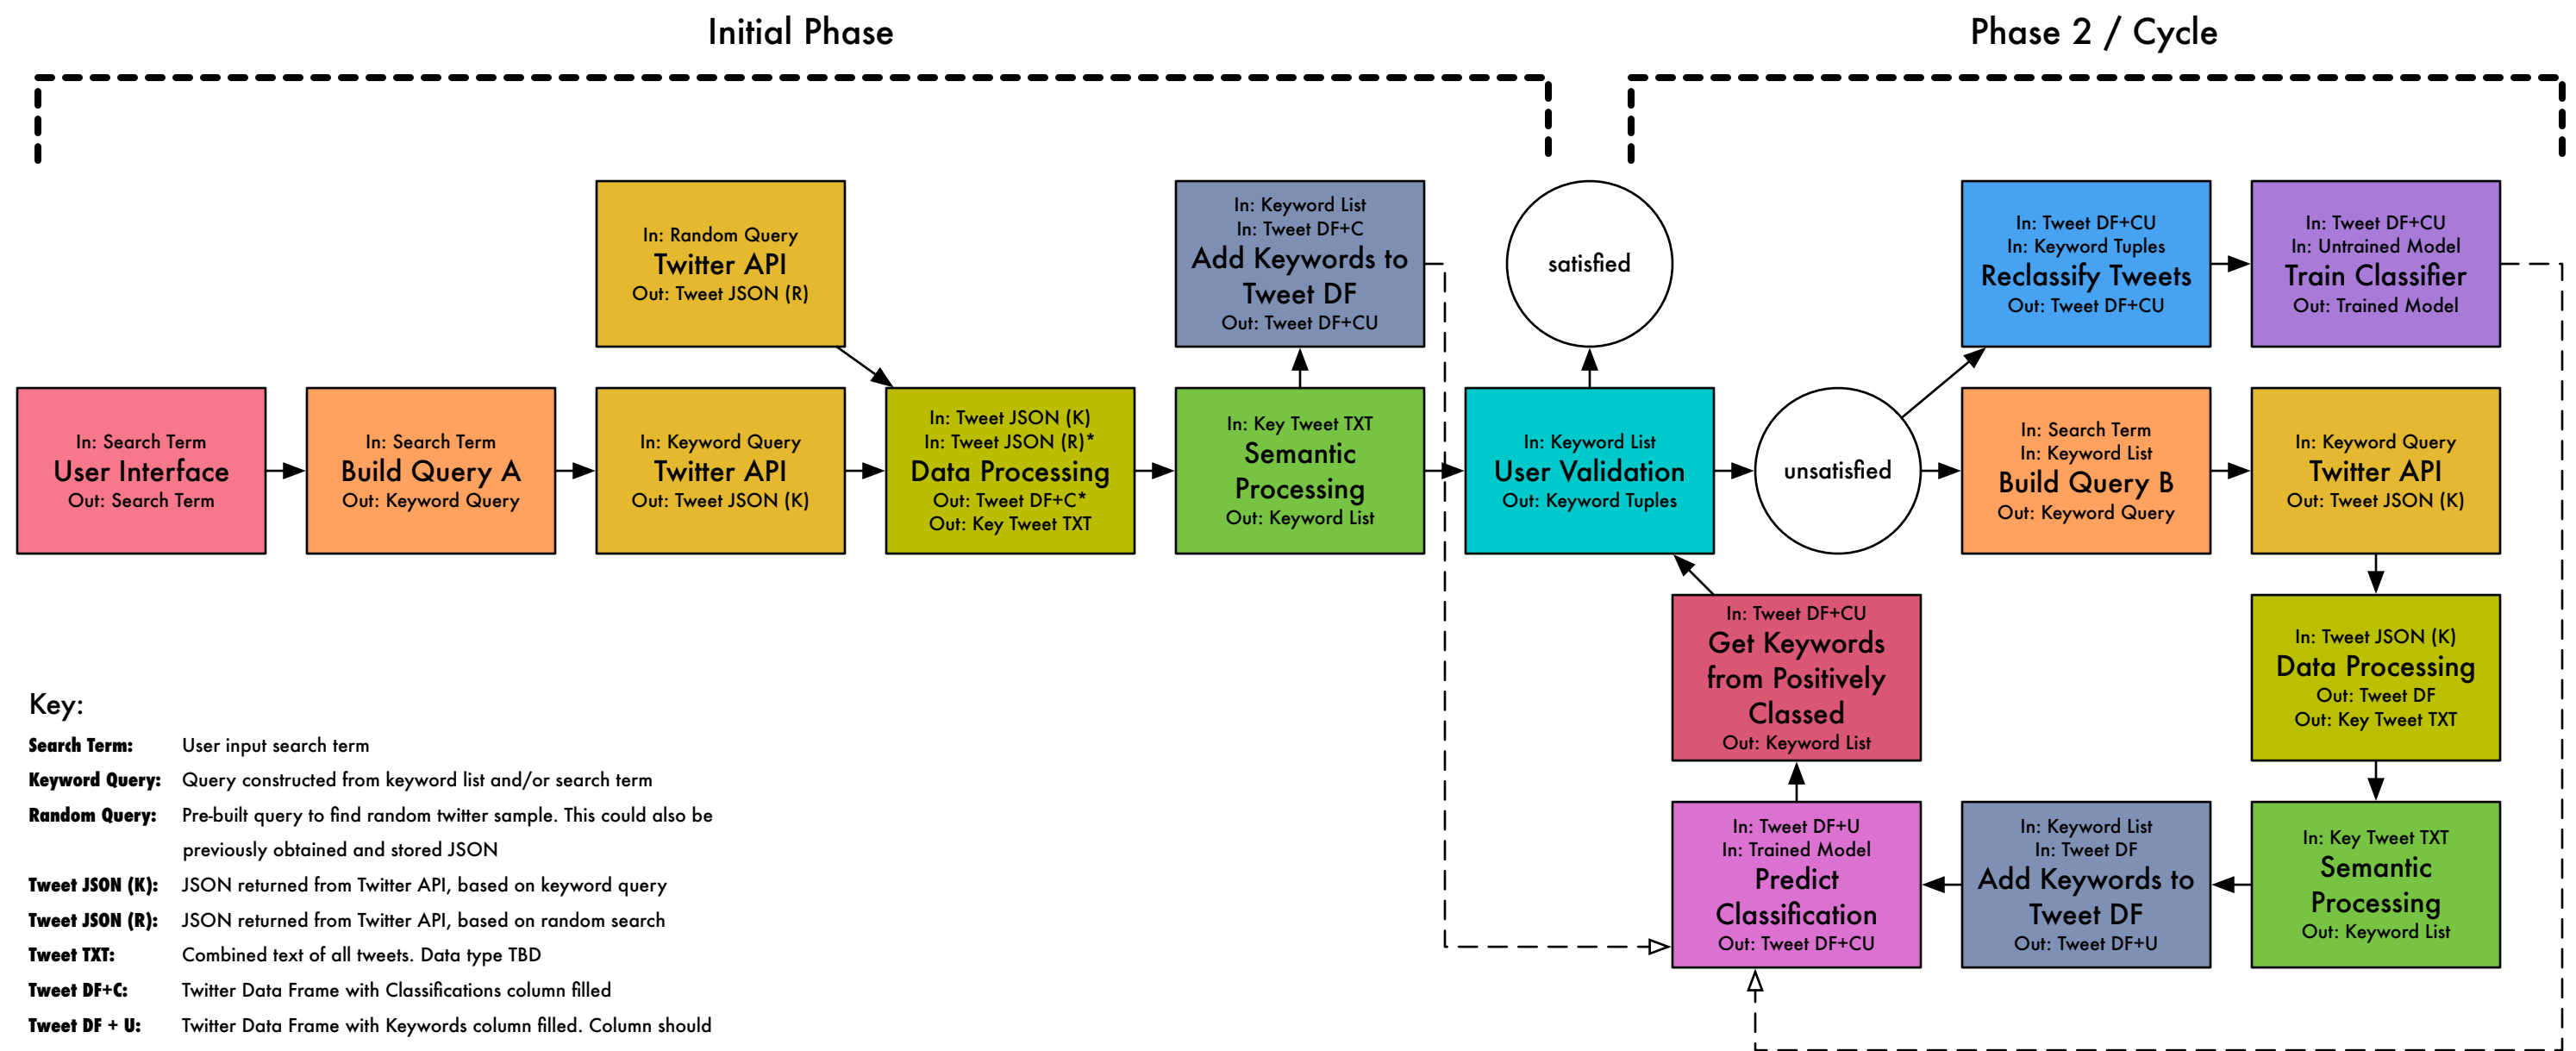 Initial Phase
Phase 2 / Cycle
In: Random Query
Twitter API
Out: Tweet JSON (R)
In: Keyword List
In: Tweet DF+C
Add Keywords to
Tweet DF
Out: Tweet DF+CU
satisfied
In: Tweet DF+CU
In: Keyword Tuples
Reclassify Tweets
Out: Tweet DF+CU
In: Tweet DF+CU
In: Untrained Model
Train Classifier
Out: Trained Model
In: Search Term
User Interface
Out: Search Term
In: Search Term
Build Query A
Out: Keyword Query
In: Keyword Query
Twitter API
Out: Tweet JSON (K)
In: Tweet JSON (K)
In: Tweet JSON (R)*
Data Processing
Out: Tweet DF+C*
Out: Key Tweet TXT
In: Key Tweet TXT
Semantic
Processing
Out: Keyword List
In: Keyword List
User Validation
Out: Keyword Tuples
unsatisfied
In: Search Term
In: Keyword List
Build Query B
Out: Keyword Query
In: Keyword Query
Twitter API
Out: Tweet JSON (K)
In: Tweet DF+CU
Get Keywords
from Positively
Classed
Out: Keyword List
In: Tweet JSON (K)
Data Processing
Out: Tweet DF
Out: Key Tweet TXT
In: Tweet DF+U
In: Trained Model
Predict
Classification
Out: Tweet DF+CU
In: Keyword List
In: Tweet DF
Add Keywords to
Tweet DF
Out: Tweet DF+U
In: Key Tweet TXT
Semantic
Processing
Out: Keyword List
Key:
Search Term: User input search term
Keyword Query: Query constructed from keyword list and/or search term
Random Query: Pre-built query to find random twitter sample. This could also be
previously obtained and stored JSON
Tweet JSON (K): JSON returned from Twitter API, based on keyword query
Tweet JSON (R): JSON returned from Twitter API, based on random search
Tweet TXT: Combined text of all tweets. Data type TBD
Tweet DF+C: Twitter Data Frame with Classifications column filled
Tweet DF + U: Twitter Data Frame with Keywords column filled. Column should